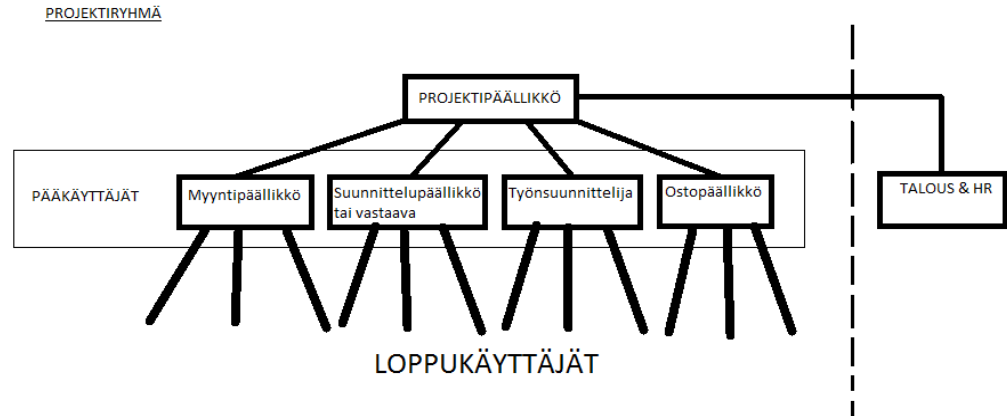 PROJEKTIRYHMÄ
PROJEKTIPÄÄLLIKKÖ
PÄÄKÄYTTÄJÄT
Myyntipäällikkö
Suunnittelupäällikkö
tai vastaava
Työnsuunnittelija
Ostopäällikkö
TALOUS & HR
LOPPUKÄYTTÄJÄT